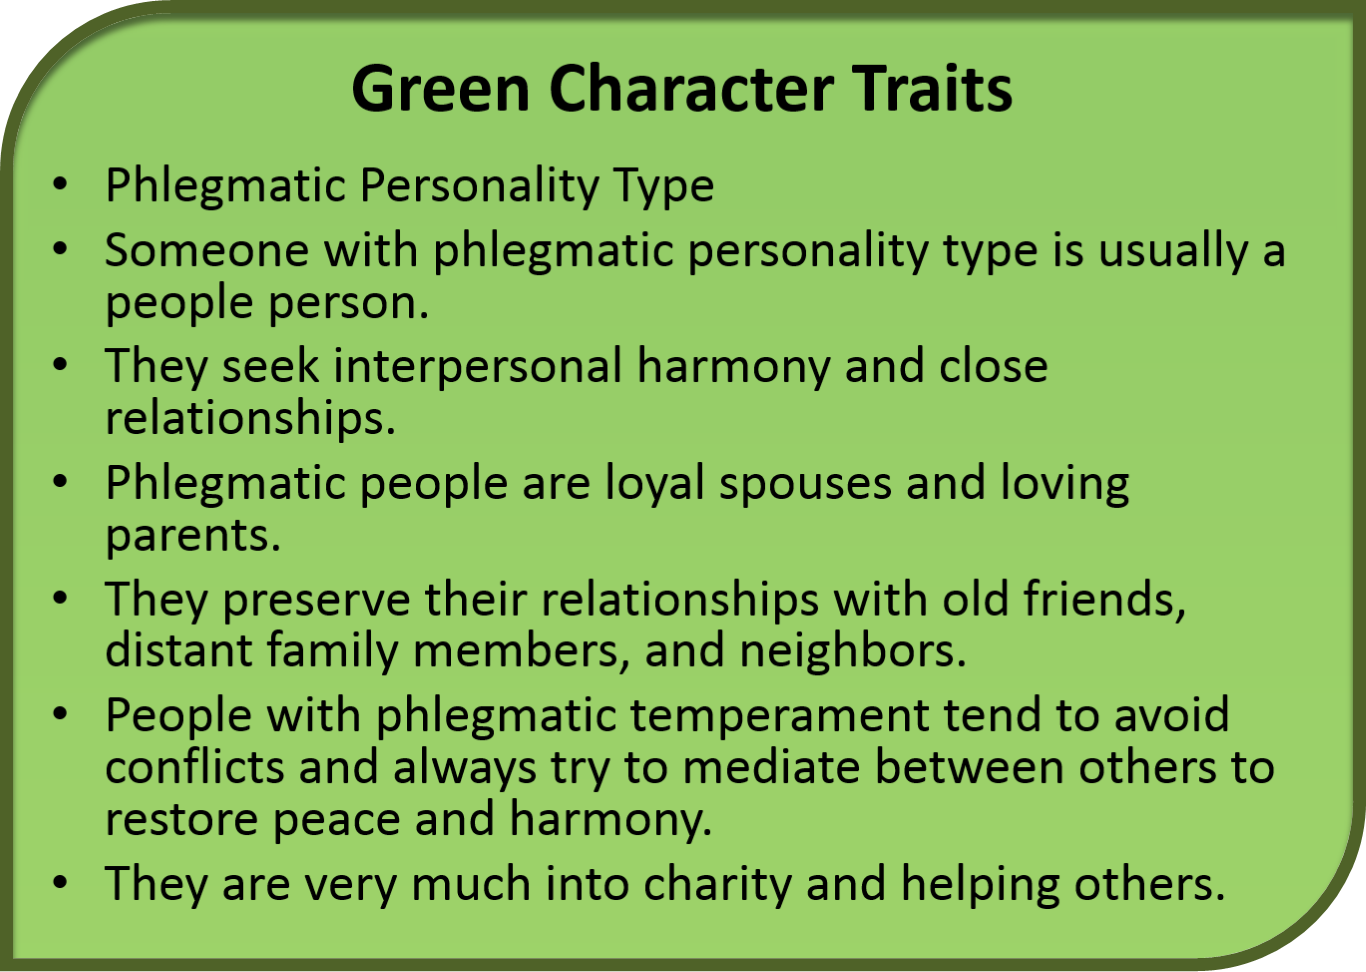 Green Character Traits
• Phlegmatic Personality Type
• Someone with phlegmatic personality type is usually a
people person.
• They seek interpersonal harmony and close
relationships.
• Phlegmatic people are loyal spouses and loving
parents.
• They preserve their relationships with old friends,
distant family members, and neighbors.
• People with phlegmatic temperament tend to avoid
conflicts and always try to mediate between others to
restore peace and harmony.
• They are very much into charity and helping others.